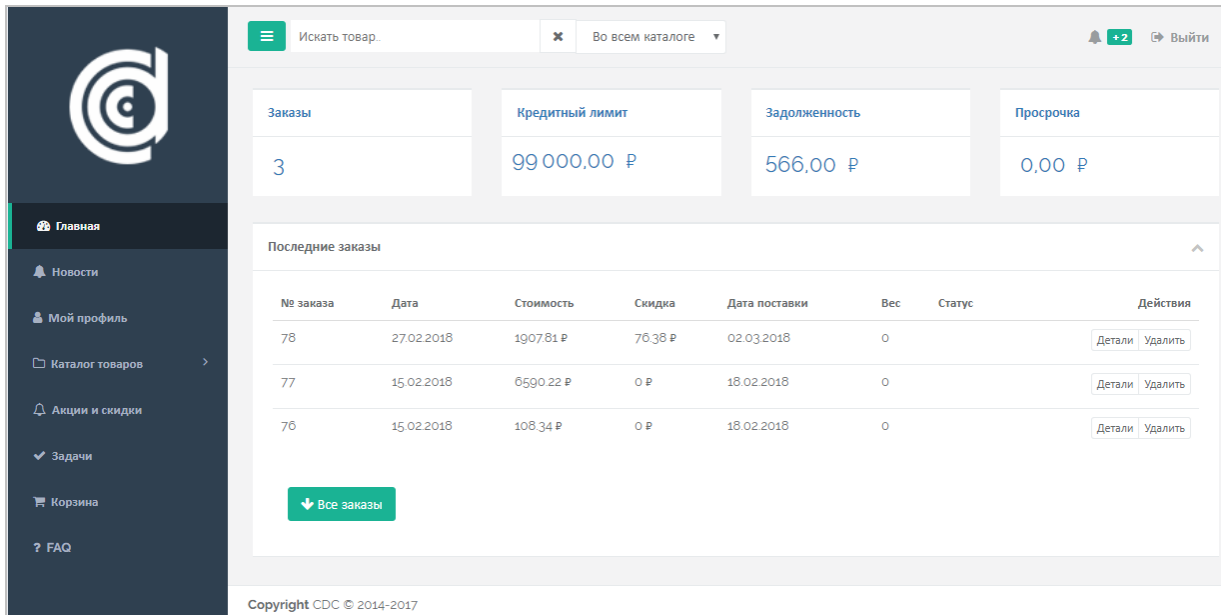 Искать товар..
Во всем каталоге
+2
Выйти
Заказы
Кредитный лимит
Задолженность
Просрочка
3
99 000,00 ₽
566,00 ₽
0,00 ₽
Главная
Новости
Мой профиль
Каталог товаров
Акции и скидки
Задачи
Корзина
? FAQ
Последние заказы
№ заказа Дата Стоимость Скидка Дата поставки Вес Статус Действия
78 27.02.2018 1907.81 ₽ 76.38 ₽ 02.03.2018 0 Детали Удалить
77 15.02.2018 6590.22 ₽ 0 ₽ 18.02.2018 0 Детали Удалить
76 15.02.2018 108.34 ₽ 0 ₽ 18.02.2018 0 Детали Удалить
Все заказы
Copyright CDC © 2014-2017